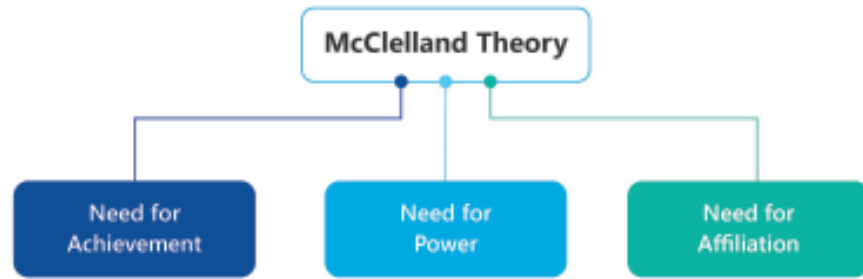 McClelland Theory
Need for
Achievement
Need for
Power
Need for
Affiliation